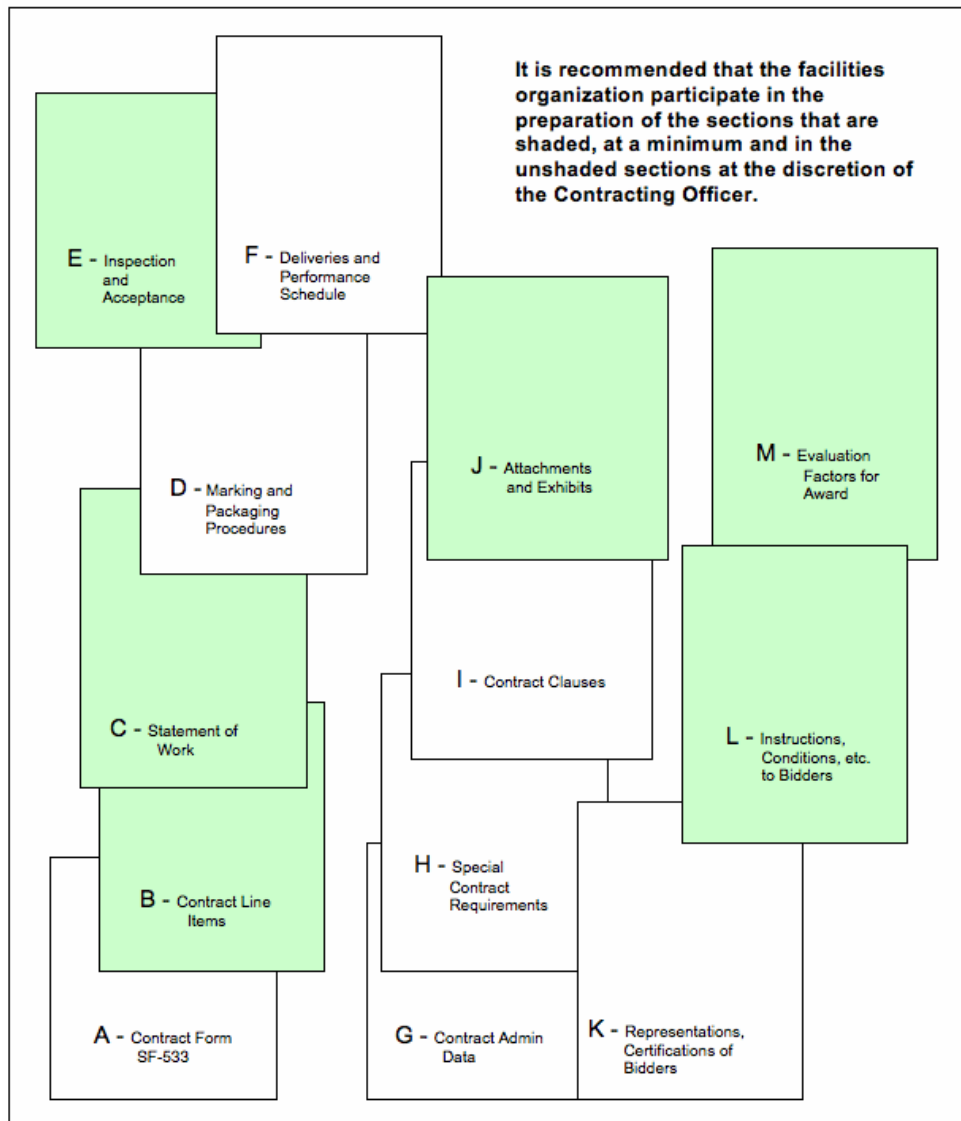 It is recommended that the facilities
organization participate in the
preparation of the sections that are
shaded, at a minimum and in the
unshaded sections at the discretion of
the Contracting Officer.
E - Inspection
and
Acceptance
F - Deliveries and
Performance
Schedule
D - Marking and
Packaging
Procedures
C - Statement of
Work
B - Contract Line
Items
A - Contract Form
SF-533
J - Attachments
and Exhibits
I - Contract Clauses
H - Special
Contract
Requirements
G - Contract Admin
Data
M - Evaluation
Factors for
Award
L - Instructions,
Conditions, etc.
to Bidders
K - Representations,
Certifications of
Bidders